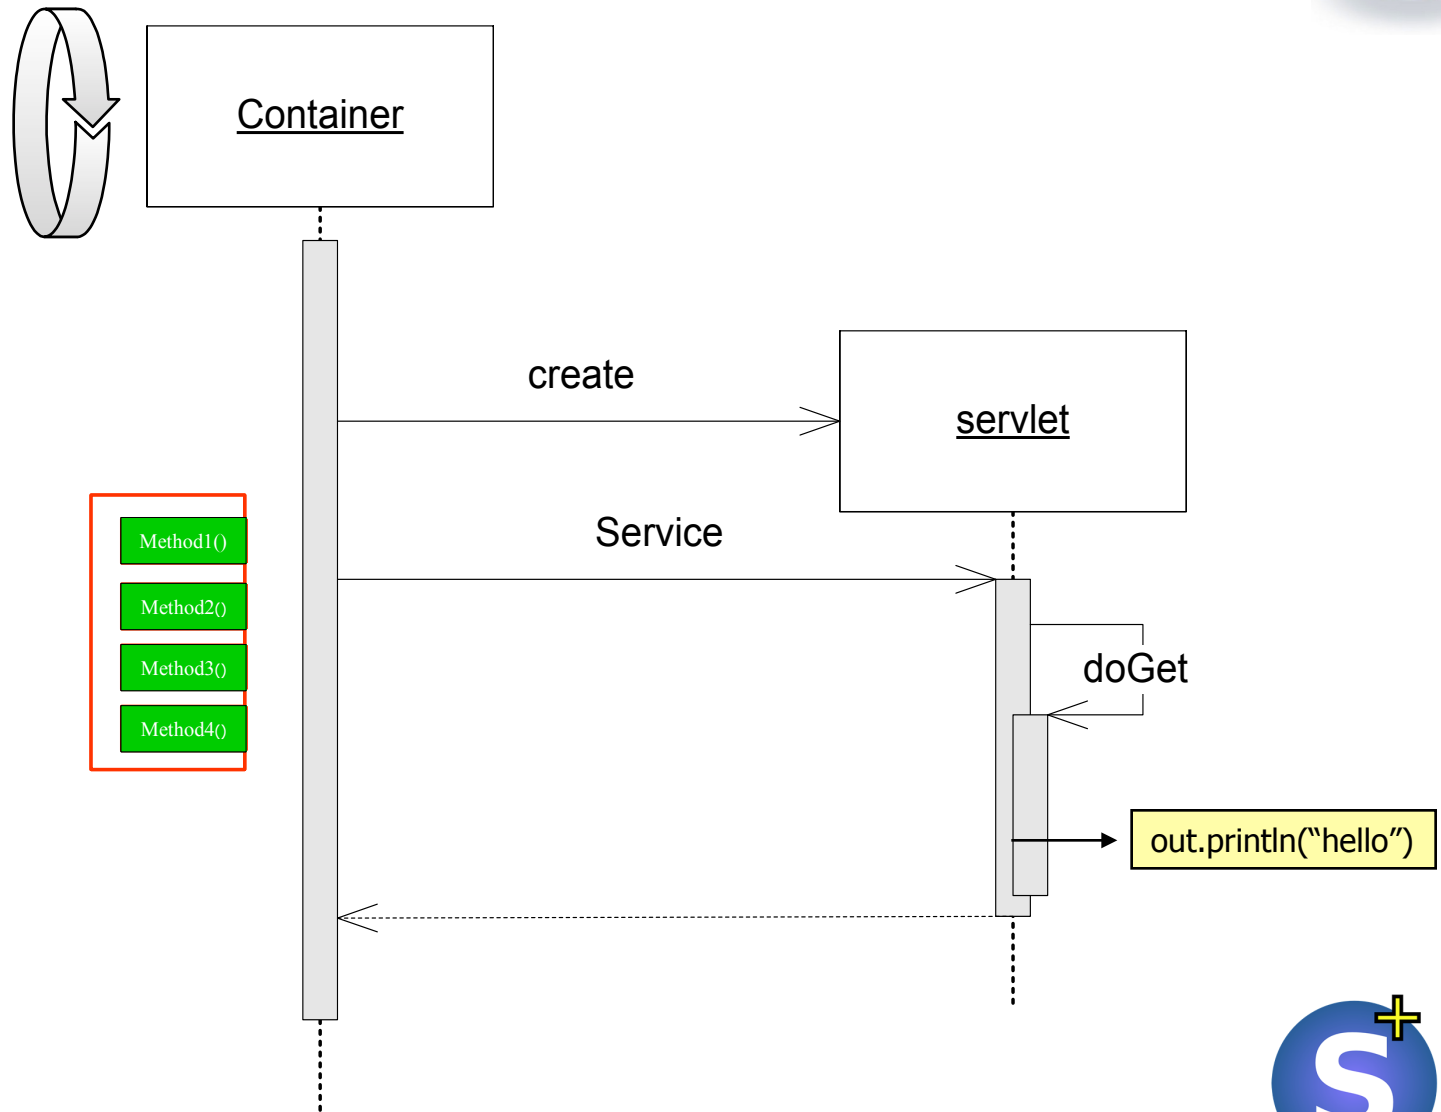 Container
create
servlet
Service
Method1()
Method2()
Method3()
Method4()
doGet
out.println(“hello”)
S